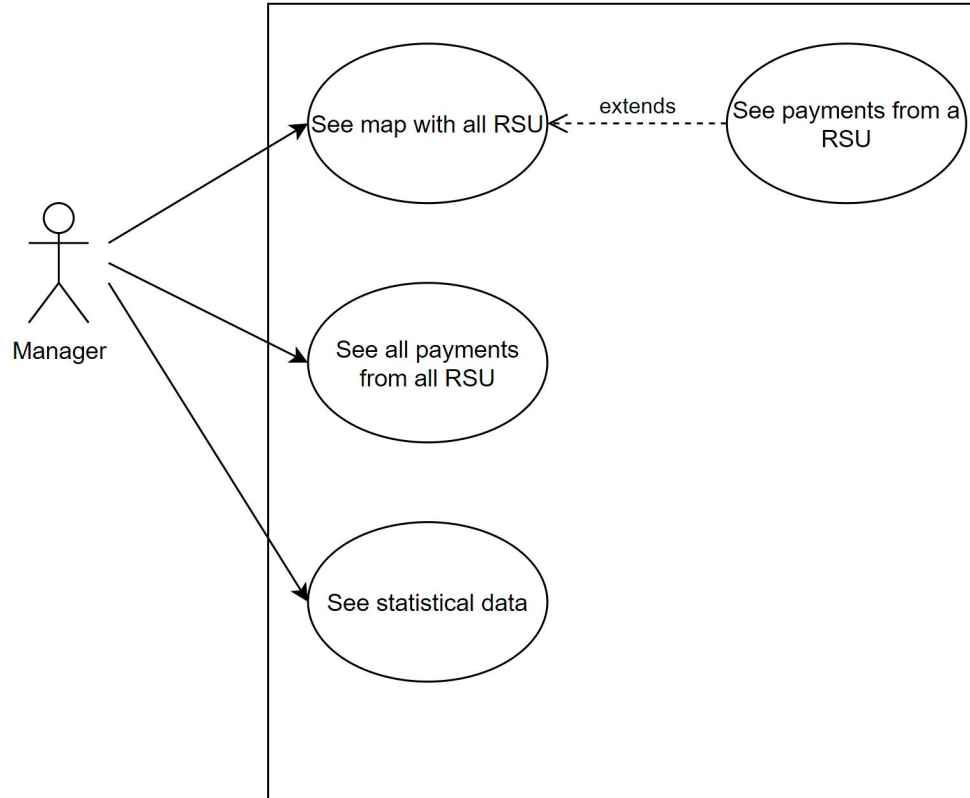 See map with all RSU
extends
See payments from a
RSU
Manager
See all payments
from all RSU
See statistical data